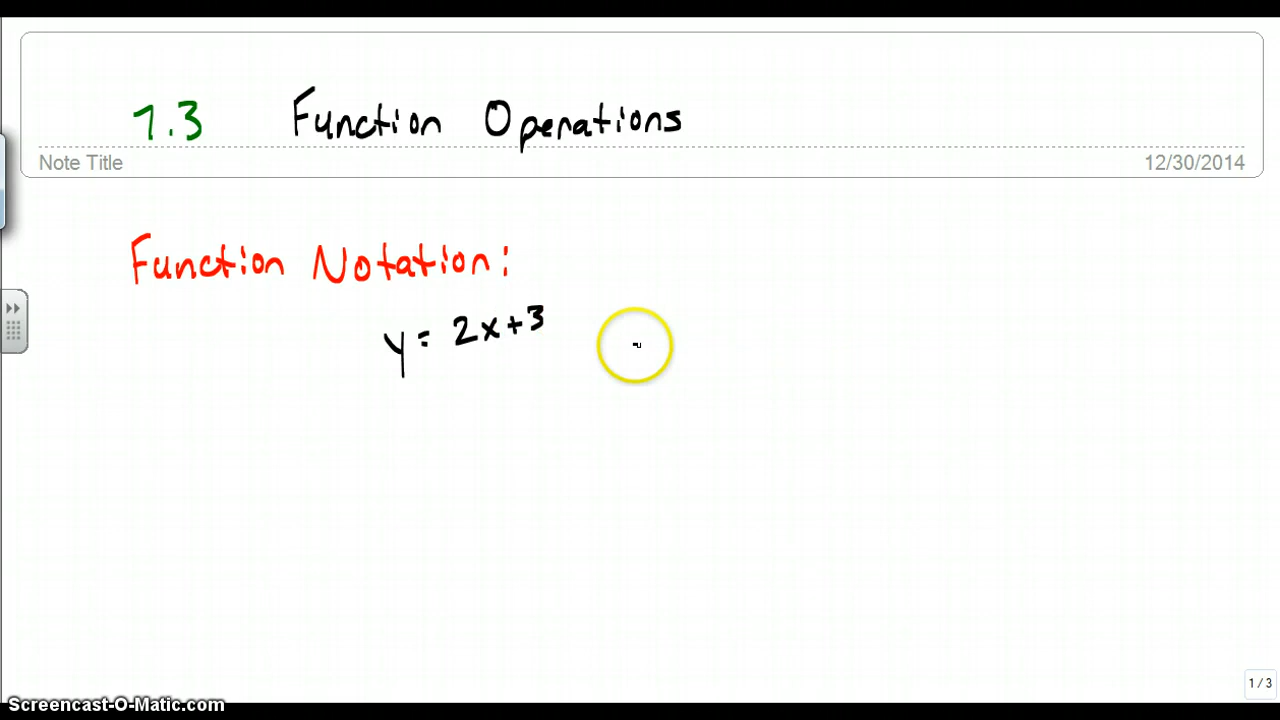 7.3 Function Operations
Note Title 12/30/2014
Function Notation:
y = 2x+3
1 / 3
Screencast-O-Matic.com